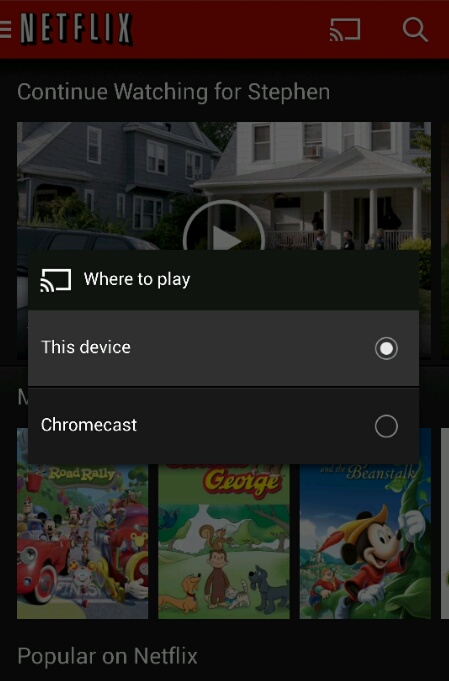 NETFLIX
Continue Watching for Stephen
Where to play
This device
Chromecast
M
Road Rally
George
and the Beanstalk
Popular on Netflix